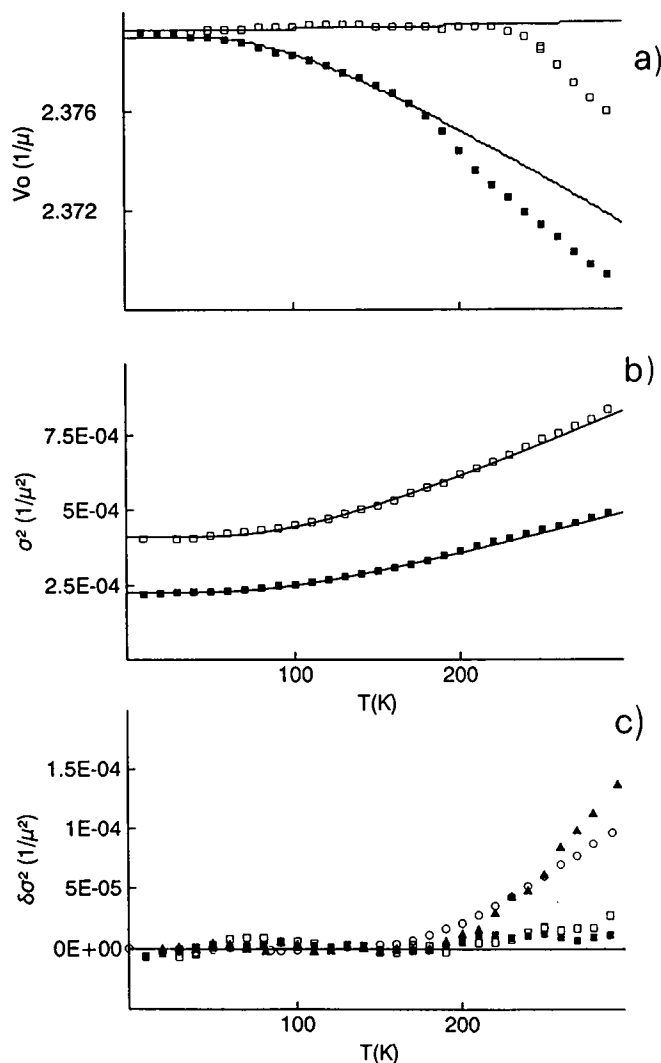 a)
2.376
Vo (1/μ)
2.372
b)
7.5E-04
σ² (1/μ²)
5E-04
2.5E-04
100
200
T(K)
c)
1.5E-04
δσ² (1/μ²)
1E-04
5E-05
0E+00
100
200
T(K)